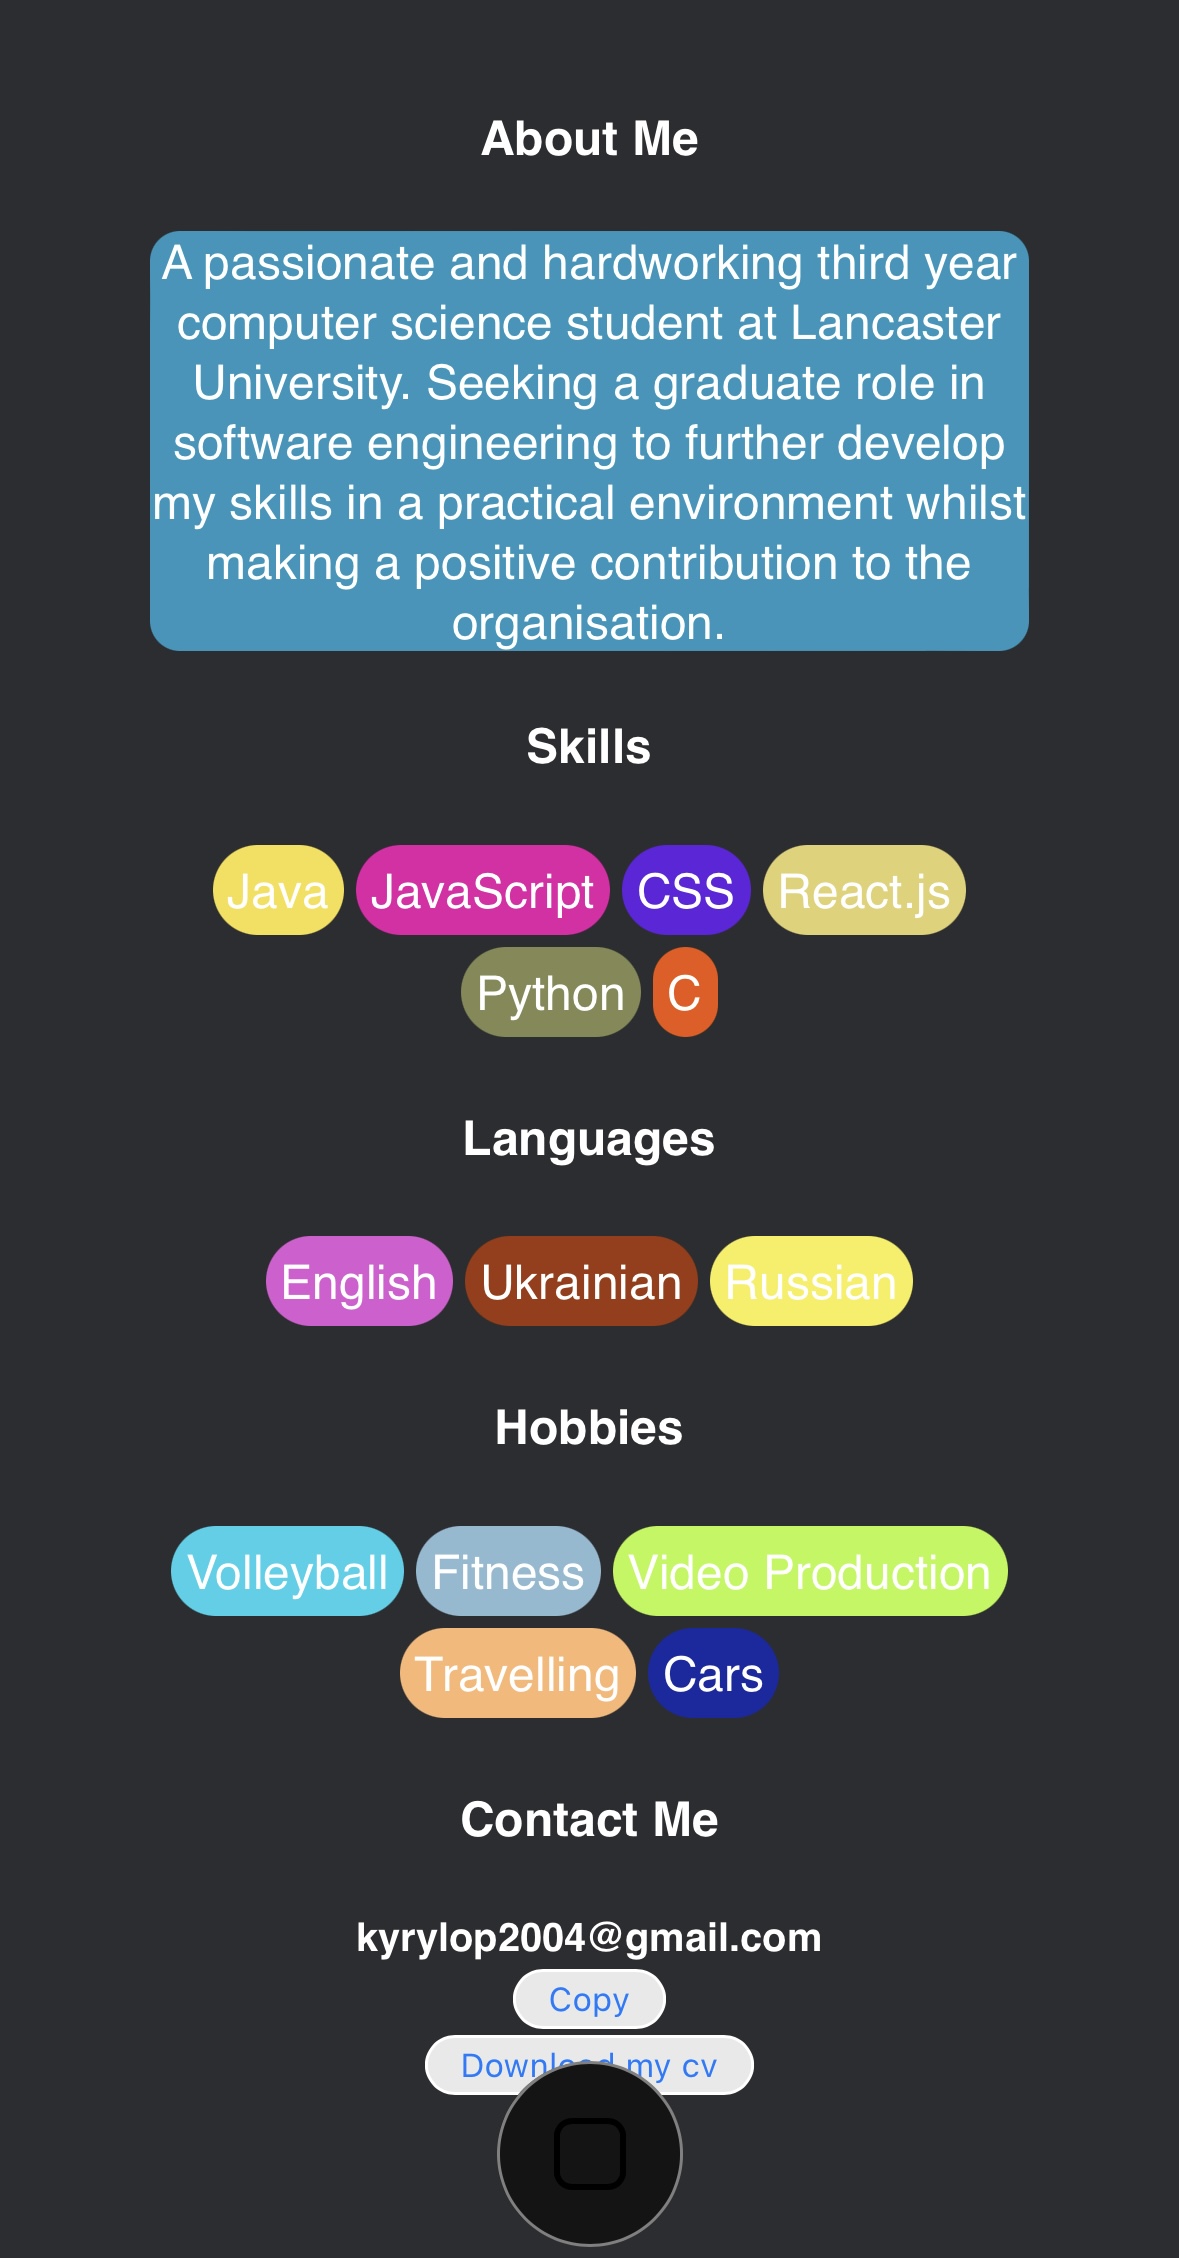 About Me
A passionate and hardworking third year
computer science student at Lancaster
University. Seeking a graduate role in
software engineering to further develop
my skills in a practical environment whilst
making a positive contribution to the
organisation.
Skills
Java JavaScript CSS React.js
Python C
Languages
English Ukrainian Russian
Hobbies
Volleyball Fitness Video Production
Travelling Cars
Contact Me
kyrylop2004@gmail.com
Copy
Download my cv